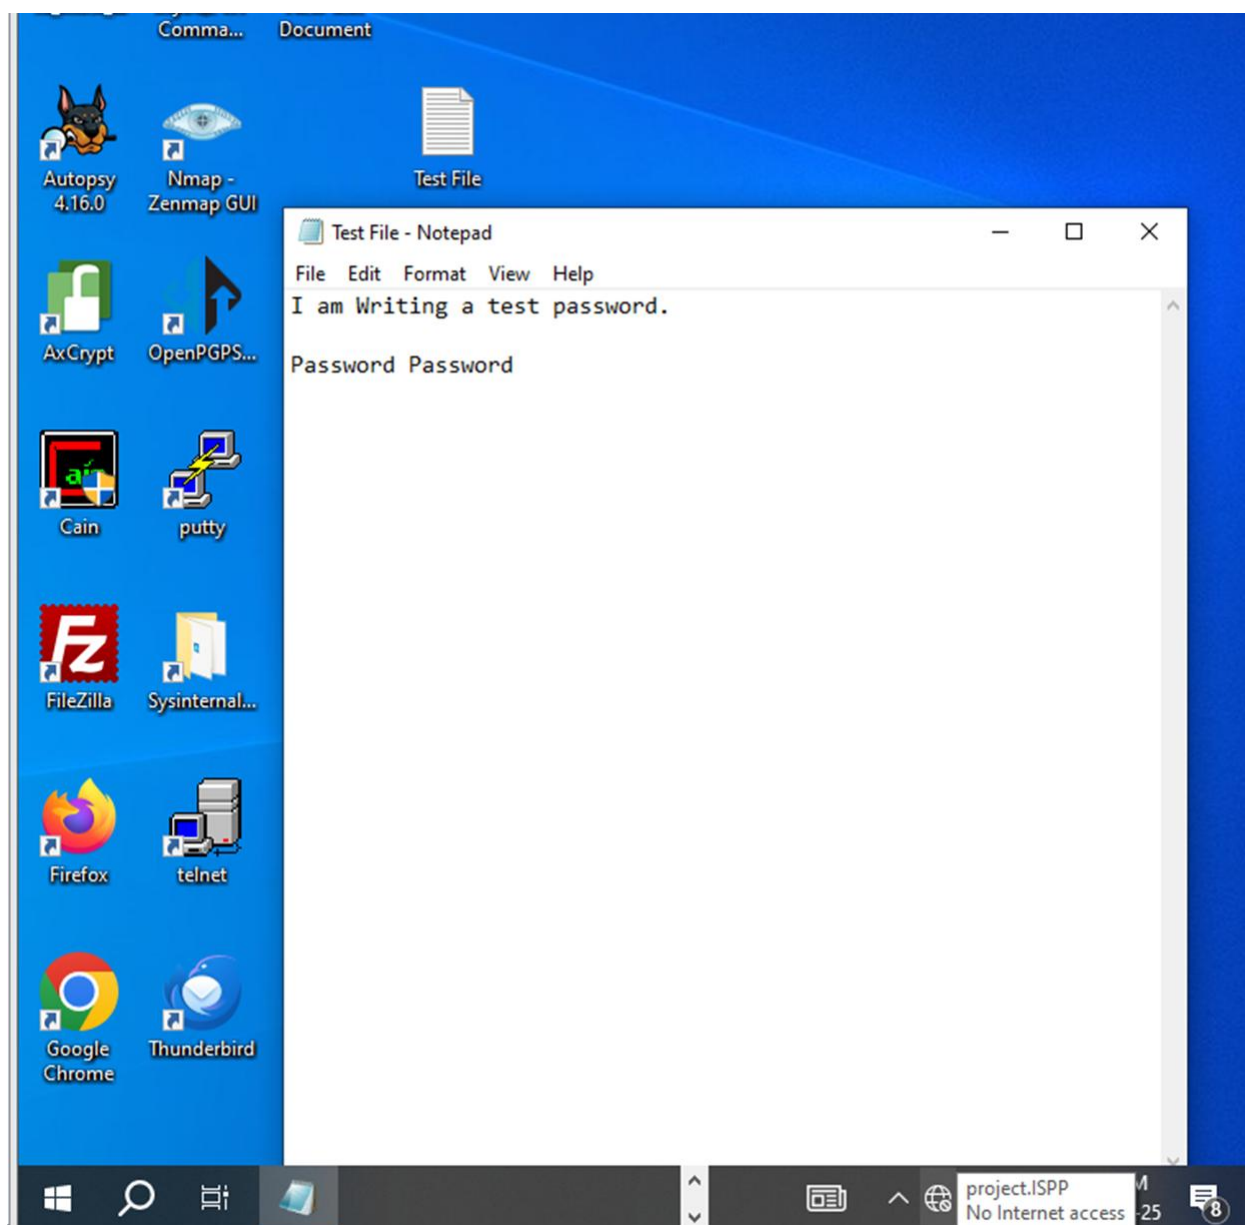 Comma...
Document
Autopsy
4.16.0
Nmap -
Zenmap GUI
Test File
Test File - Notepad
File Edit Format View Help
I am Writing a test password.
Password Password
AxCrypt
OpenPGPS...
Cain
putty
FileZilla
Sysinternal...
Firefox
telnet
Google
Chrome
Thunderbird
project.ISPP
No Internet access
M
-25
8